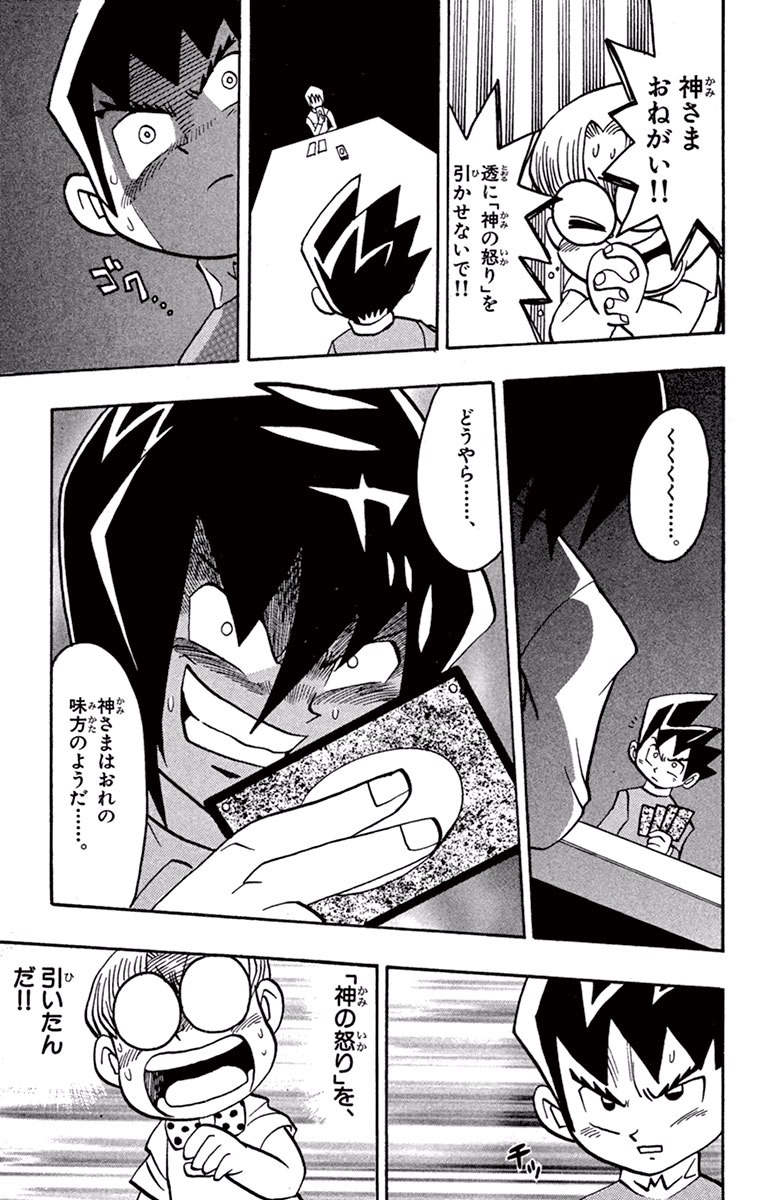 神さま
おねがい!!
透に「神の怒り」を
引かせないで!!
ゴク…。
くくくく……。
どうやら……、
神さまはおれの
味方のようだ……。
チッ
「神の怒り」を、
引いたん
だ!!